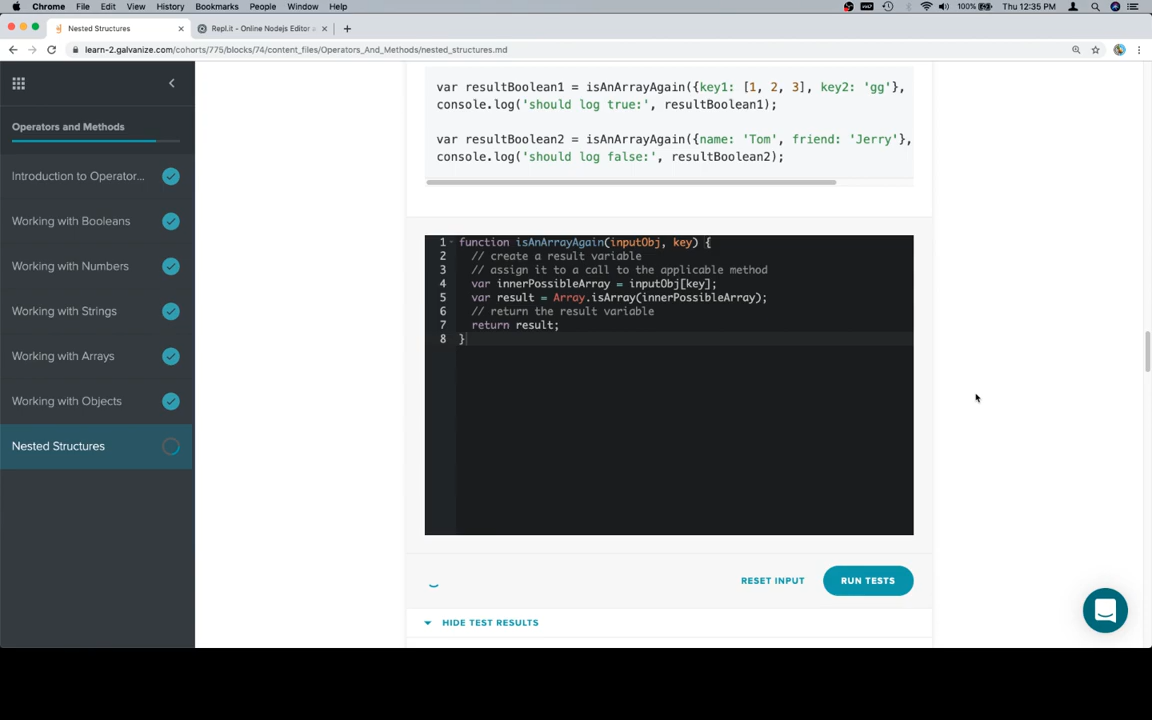 Chrome File Edit View History Bookmarks People Window Help 100% Thu 12:35 PM
Nested Structures
Repl.it - Online Nodejs Editor
learn-2.galvanize.com/cohorts/775/blocks/74/content_files/Operators_And_Methods/nested_structures.md
Operators and Methods
Introduction to Operator...
Working with Booleans
Working with Numbers
Working with Strings
Working with Arrays
Working with Objects
Nested Structures
var resultBoolean1 = isAnArrayAgain({key1: [1, 2, 3], key2: 'gg'},
console.log('should log true:', resultBoolean1);
var resultBoolean2 = isAnArrayAgain({name: 'Tom', friend: 'Jerry'},
console.log('should log false:', resultBoolean2);
1 function isAnArrayAgain(inputObj, key) {
2 // create a result variable
3 // assign it to a call to the applicable method
4 var innerPossibleArray = inputObj[key];
5 var result = Array.isArray(innerPossibleArray);
6 // return the result variable
7 return result;
8 }
RESET INPUT
RUN TESTS
HIDE TEST RESULTS